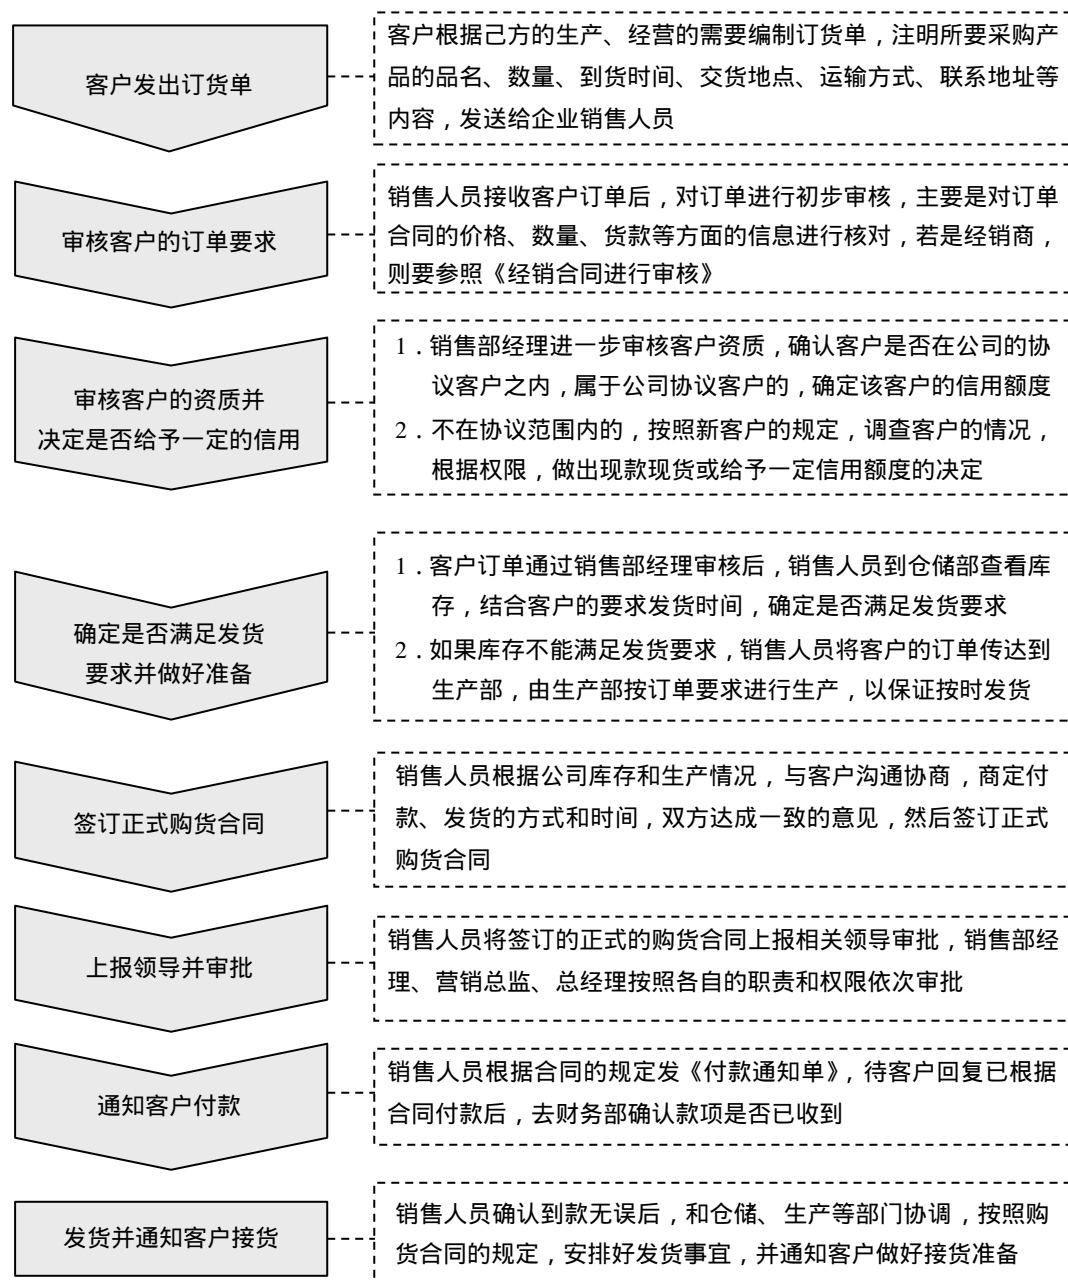 客户发出订货单
客户根据己方的生产、经营的需要编制订货单，注明所要采购产
品的品名、数量、到货时间、交货地点、运输方式、联系地址等
内容，发送给企业销售人员
审核客户的订单要求
销售人员接收客户订单后，对订单进行初步审核，主要是对订单
合同的价格、数量、货款等方面的信息进行核对，若是经销商，
则要参照《经销合同进行审核》
审核客户的资质并
决定是否给予一定的信用
1．销售部经理进一步审核客户资质，确认客户是否在公司的协
议客户之内，属于公司协议客户的，确定该客户的信用额度
2．不在协议范围内的，按照新客户的规定，调查客户的情况，
根据权限，做出现款现货或给予一定信用额度的决定
确定是否满足发货
要求并做好准备
1．客户订单通过销售部经理审核后，销售人员到仓储部查看库
存，结合客户的要求发货时间，确定是否满足发货要求
2．如果库存不能满足发货要求，销售人员将客户的订单传达到
生产部，由生产部按订单要求进行生产，以保证按时发货
签订正式购货合同
销售人员根据公司库存和生产情况，与客户沟通协商，商定付
款、发货的方式和时间，双方达成一致的意见，然后签订正式
购货合同
上报领导并审批
销售人员将签订的正式的购货合同上报相关领导审批，销售部经
理、营销总监、总经理按照各自的职责和权限依次审批
通知客户付款
销售人员根据合同的规定发《付款通知单》，待客户回复已根据
合同付款后，去财务部确认款项是否已收到
发货并通知客户接货
销售人员确认到款无误后，和仓储、生产等部门协调，按照购
货合同的规定，安排好发货事宜，并通知客户做好接货准备